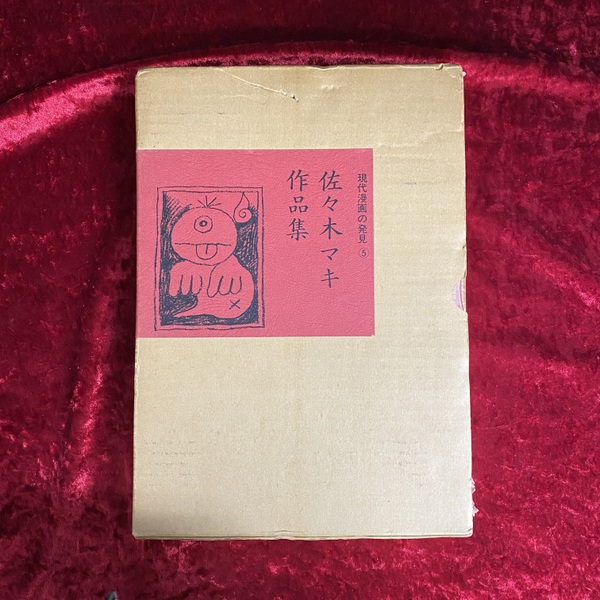 現代漫画の発見 ⑤
佐々木マキ
作品集